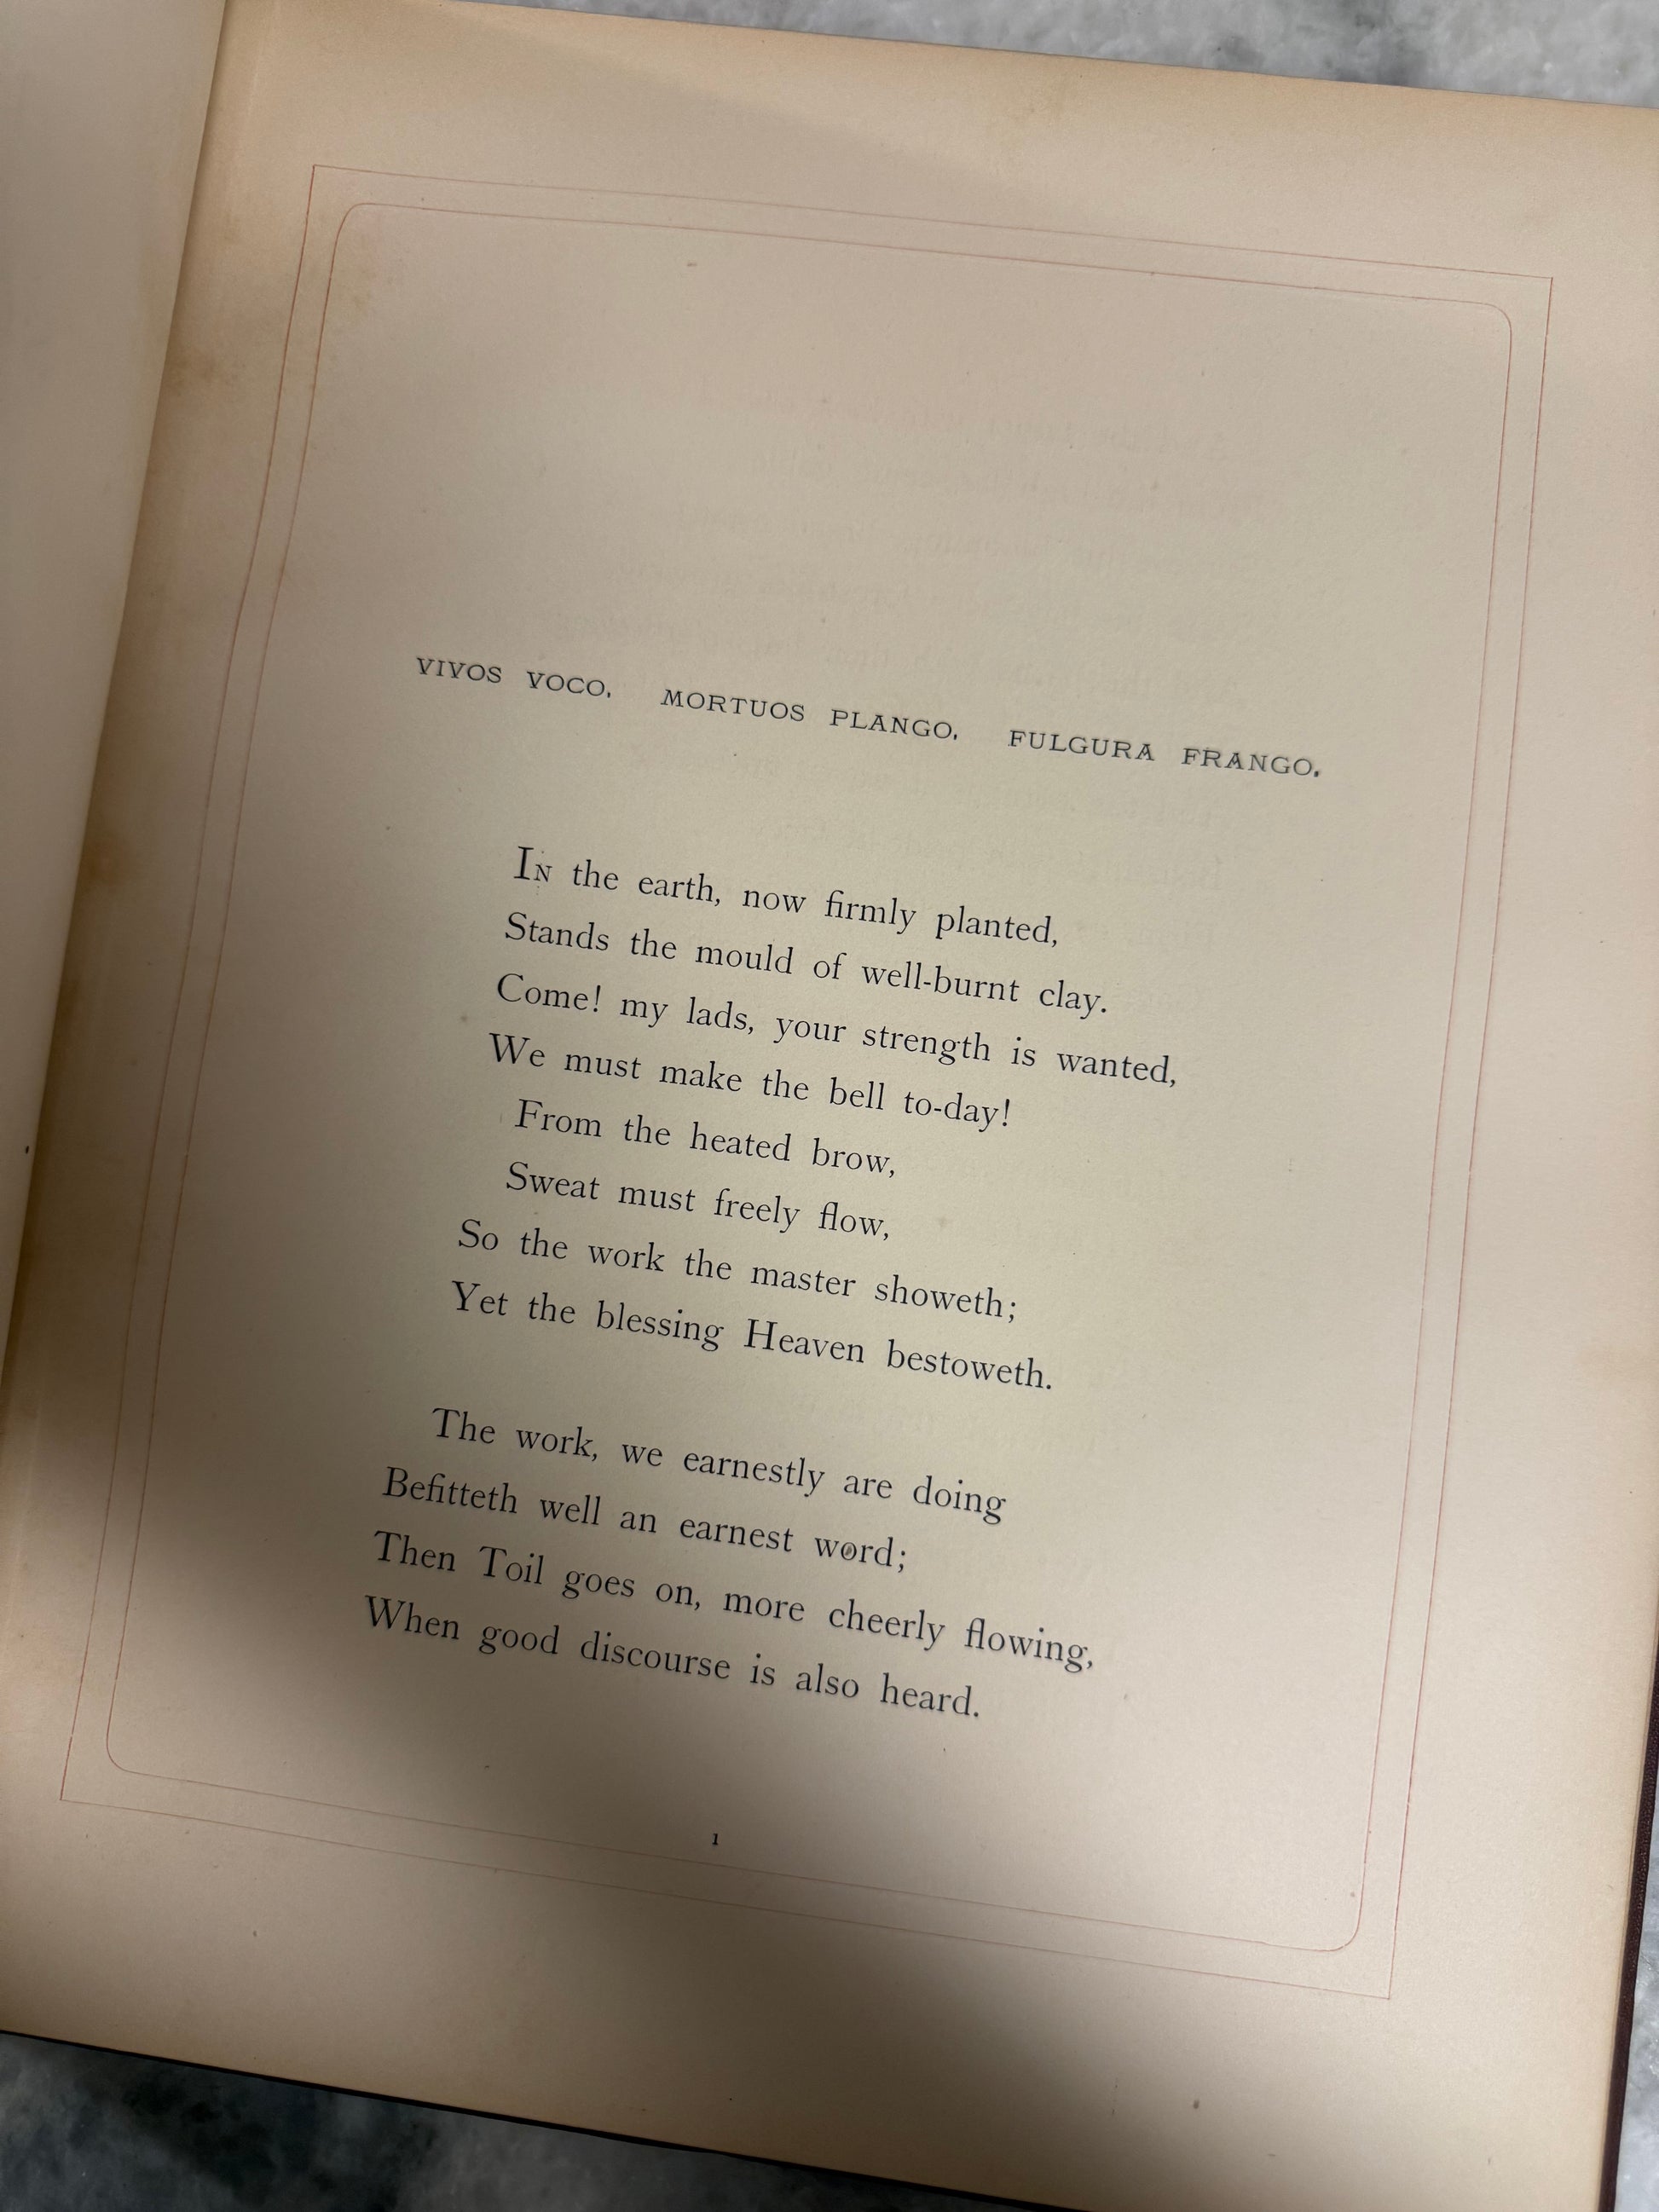 VIVOS VOCO. MORTUOS PLANGO. FULGURA FRANGO.
IN the earth, now firmly planted,
Stands the mould of well-burnt clay.
Come! my lads, your strength is wanted,
We must make the bell to-day!
From the heated brow,
Sweat must freely flow,
So the work the master showeth;
Yet the blessing Heaven bestoweth.
The work, we earnestly are doing
Befitteth well an earnest word;
Then Toil goes on, more cheerly flowing,
When good discourse is also heard.
1